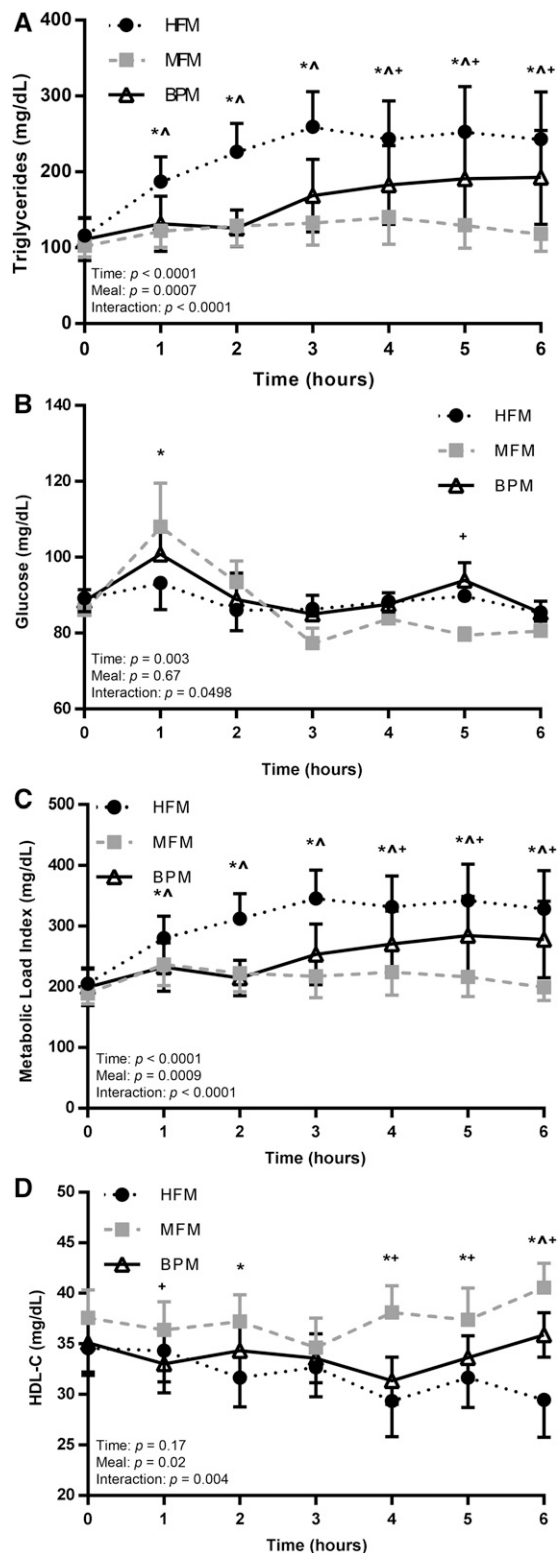 A
400
HFM
MFM
BPM
*^
*^
*^
*^+
*^+
*^+
300
200
100
0
Triglycerides (mg/dL)
Time: p < 0.0001
Meal: p = 0.0007
Interaction: p < 0.0001
0 1 2 3 4 5 6
Time (hours)
B
140
HFM
MFM
BPM
*
+
120
100
80
60
Glucose (mg/dL)
Time: p = 0.003
Meal: p = 0.67
Interaction: p = 0.0498
0 1 2 3 4 5 6
Time (hours)
C
500
HFM
MFM
BPM
*^
*^
*^
*^+
*^+
*^+
400
300
200
100
0
Metabolic Load Index (mg/dL)
Time: p < 0.0001
Meal: p = 0.0009
Interaction: p < 0.0001
0 1 2 3 4 5 6
Time (hours)
D
50
HFM
MFM
BPM
+
*
*+
*+
*^+
45
40
35
30
25
20
HDL-C (mg/dL)
Time: p = 0.17
Meal: p = 0.02
Interaction: p = 0.004
0 1 2 3 4 5 6
Time (hours)